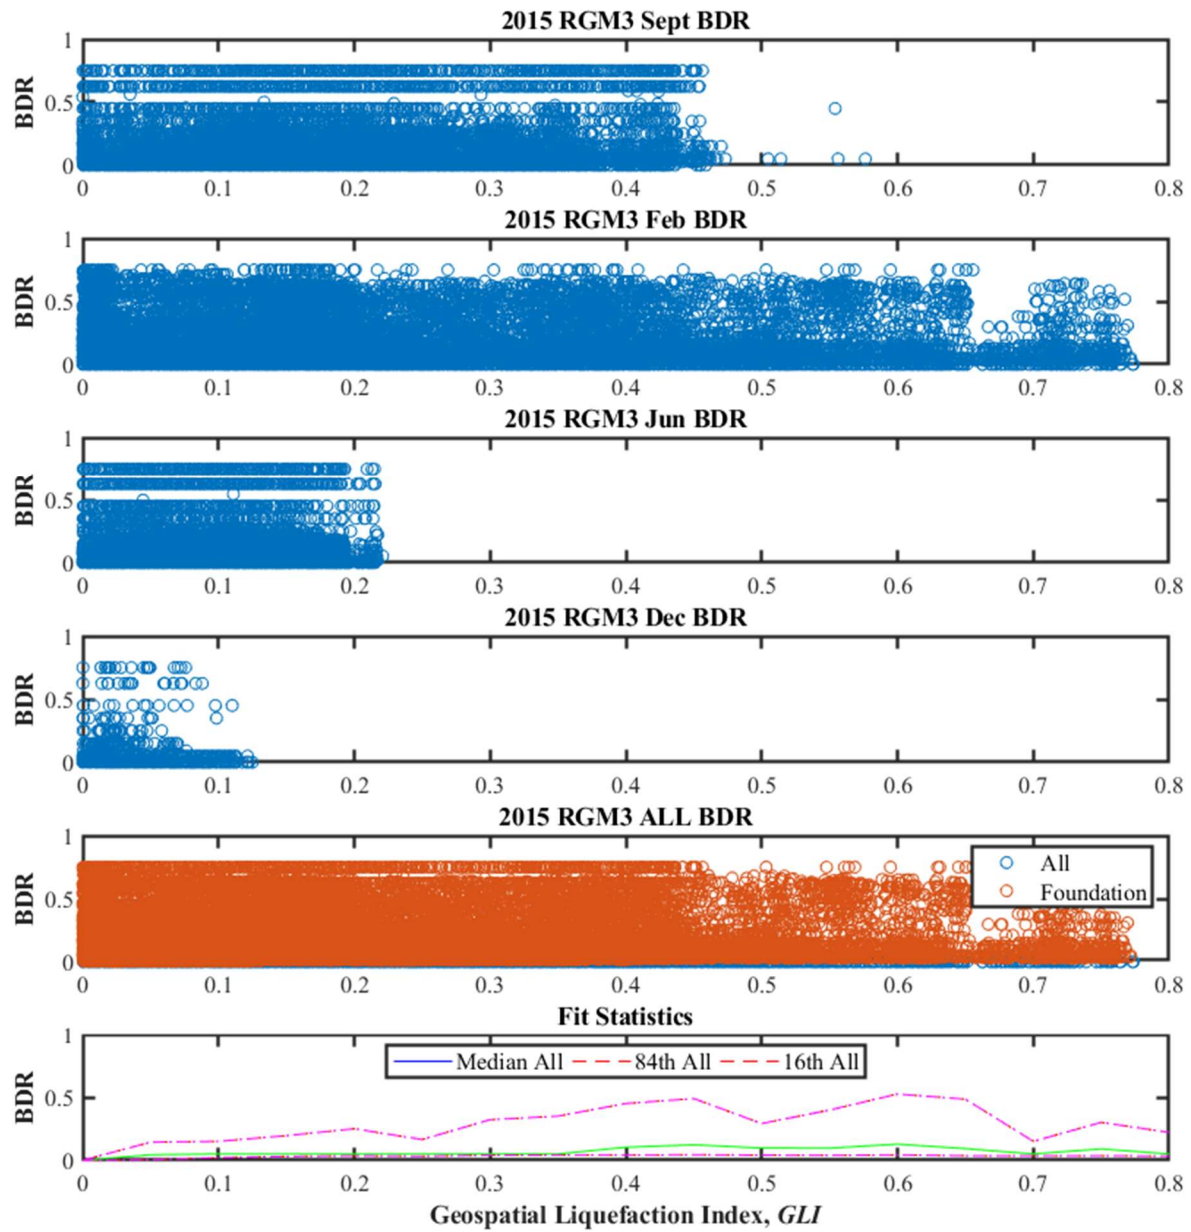 2015 RGM3 Sept BDR
1
0.5
0
BDR
0 0.1 0.2 0.3 0.4 0.5 0.6 0.7 0.8
2015 RGM3 Feb BDR
1
0.5
0
BDR
0 0.1 0.2 0.3 0.4 0.5 0.6 0.7 0.8
2015 RGM3 Jun BDR
1
0.5
0
BDR
0 0.1 0.2 0.3 0.4 0.5 0.6 0.7 0.8
2015 RGM3 Dec BDR
1
0.5
0
BDR
0 0.1 0.2 0.3 0.4 0.5 0.6 0.7 0.8
2015 RGM3 ALL BDR
1
0.5
0
BDR
All
Foundation
0 0.1 0.2 0.3 0.4 0.5 0.6 0.7 0.8
Fit Statistics
1
0.5
0
BDR
Median All 84th All 16th All
0 0.1 0.2 0.3 0.4 0.5 0.6 0.7 0.8
Geospatial Liquefaction Index, GLI